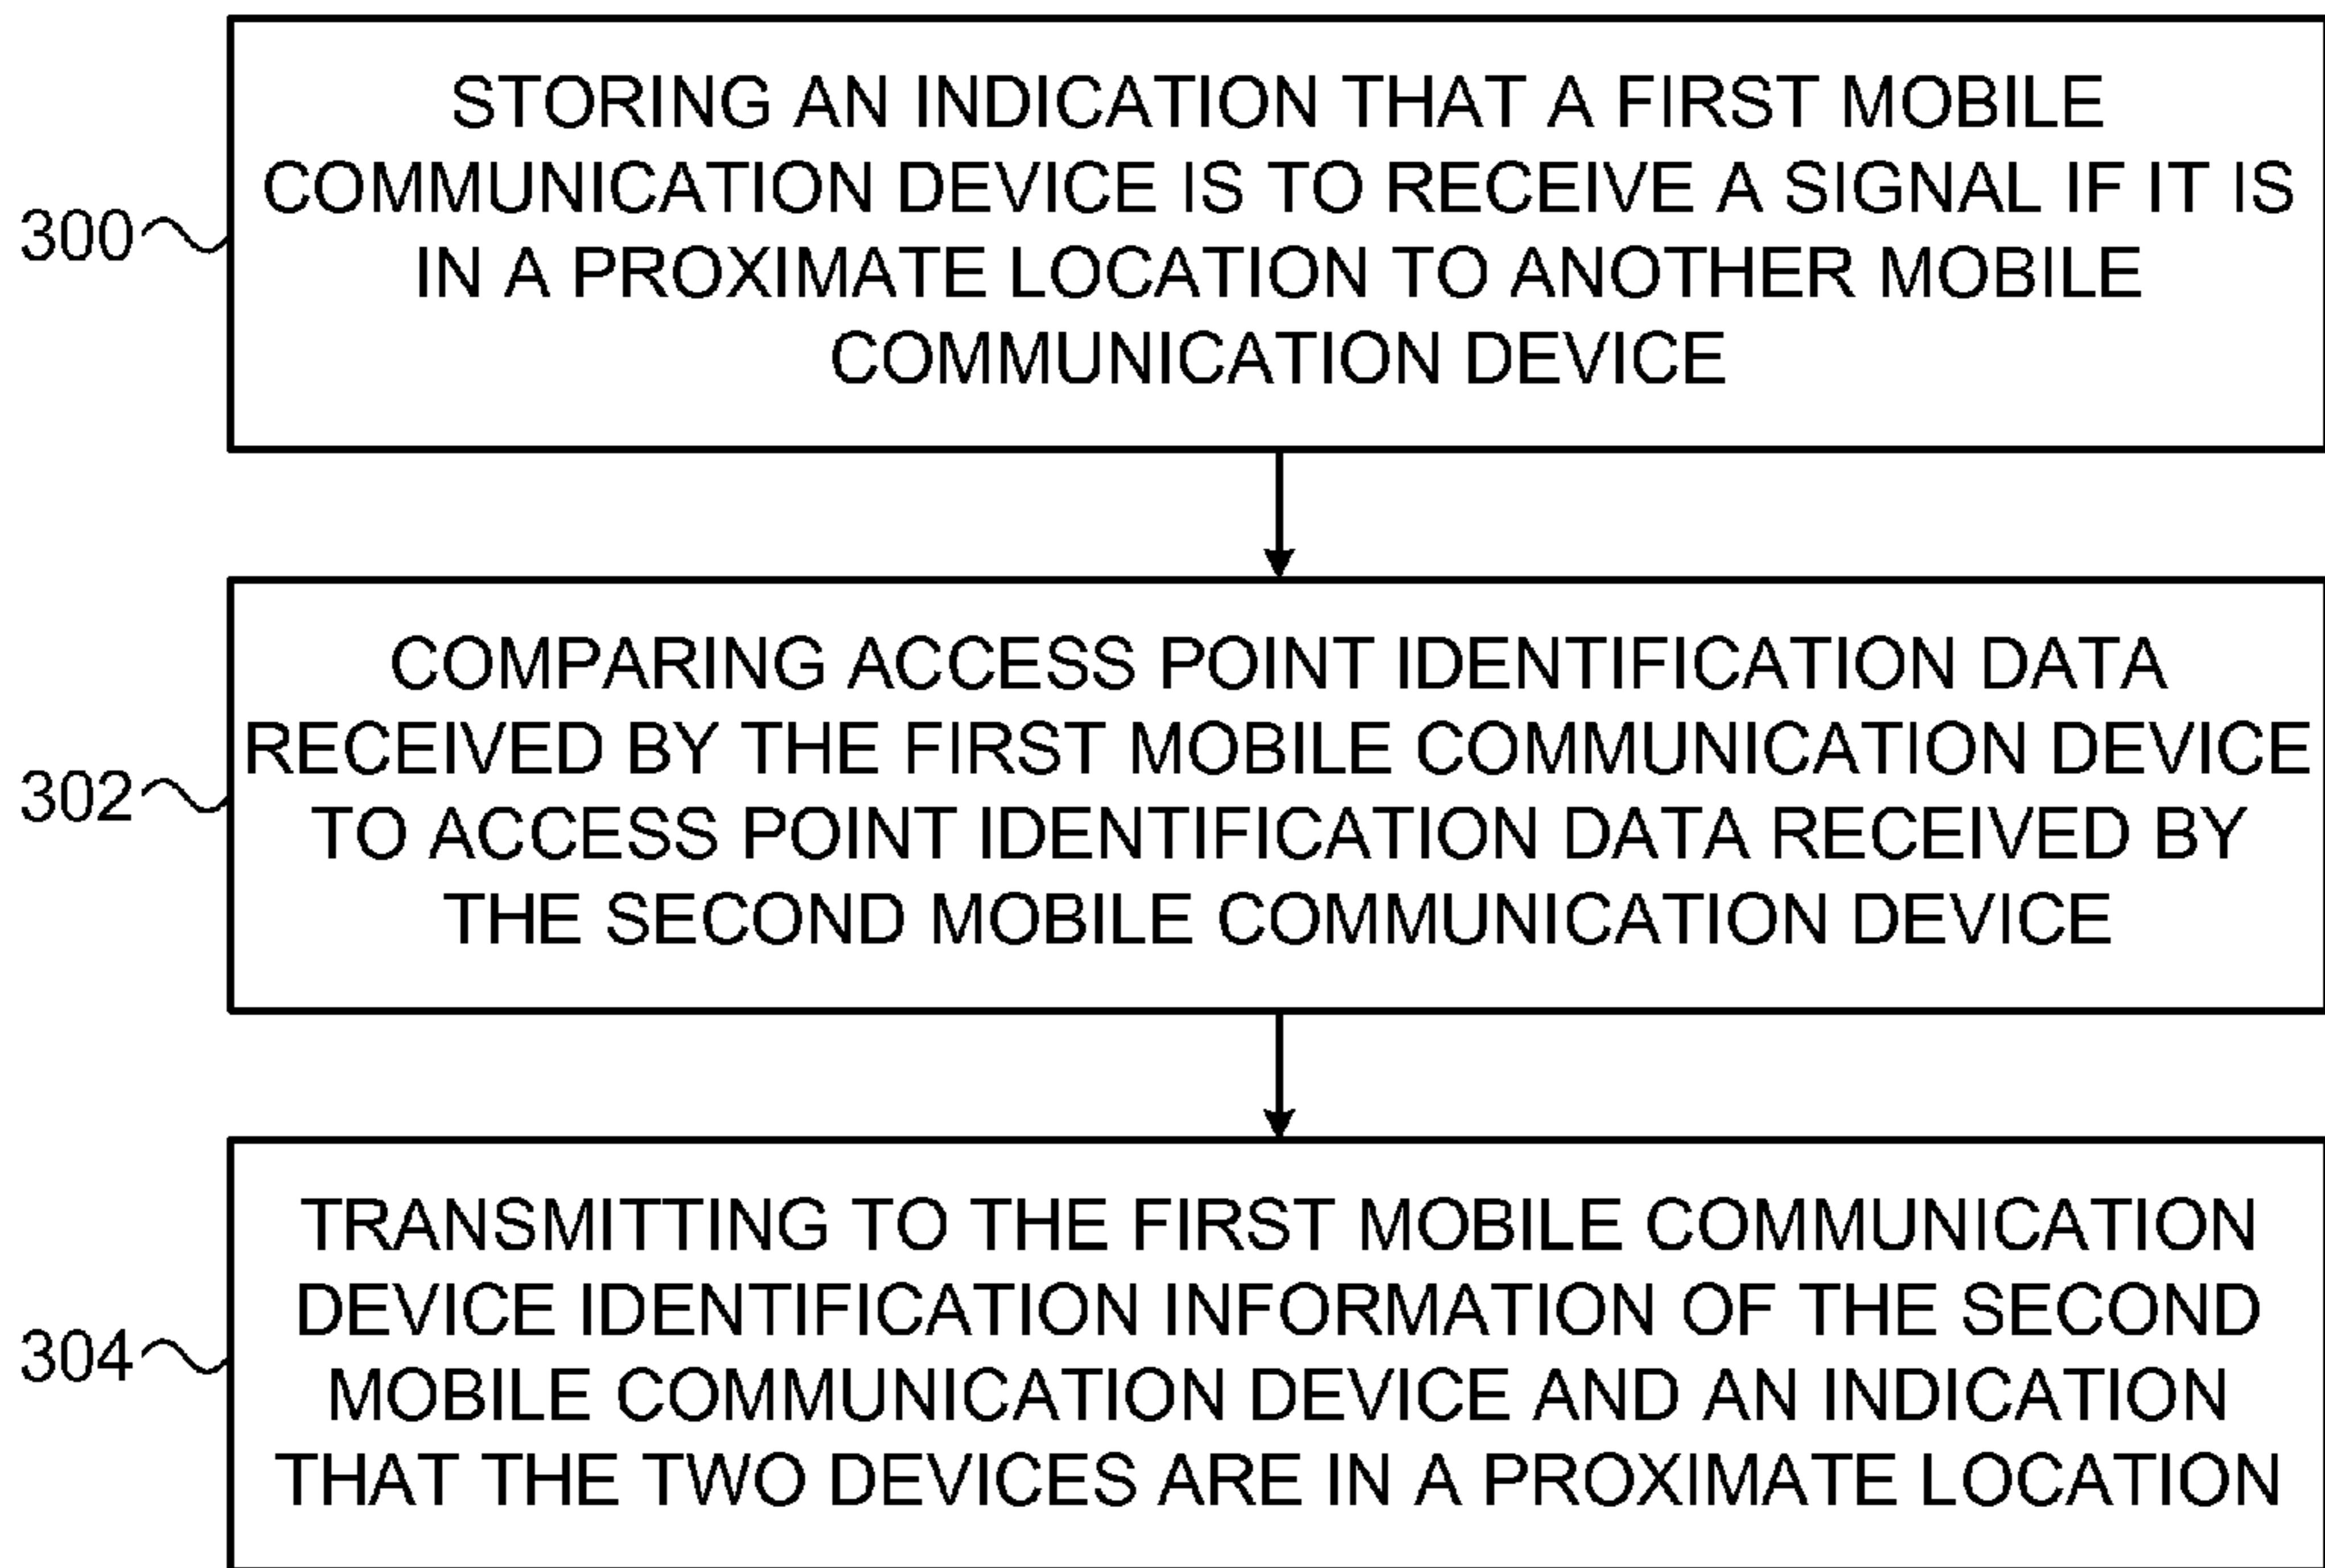 STORING AN INDICATION THAT A FIRST MOBILE
COMMUNICATION DEVICE IS TO RECEIVE A SIGNAL IF IT IS
IN A PROXIMATE LOCATION TO ANOTHER MOBILE
COMMUNICATION DEVICE
300
COMPARING ACCESS POINT IDENTIFICATION DATA
RECEIVED BY THE FIRST MOBILE COMMUNICATION DEVICE
TO ACCESS POINT IDENTIFICATION DATA RECEIVED BY
THE SECOND MOBILE COMMUNICATION DEVICE
302
TRANSMITTING TO THE FIRST MOBILE COMMUNICATION
DEVICE IDENTIFICATION INFORMATION OF THE SECOND
MOBILE COMMUNICATION DEVICE AND AN INDICATION
THAT THE TWO DEVICES ARE IN A PROXIMATE LOCATION
304